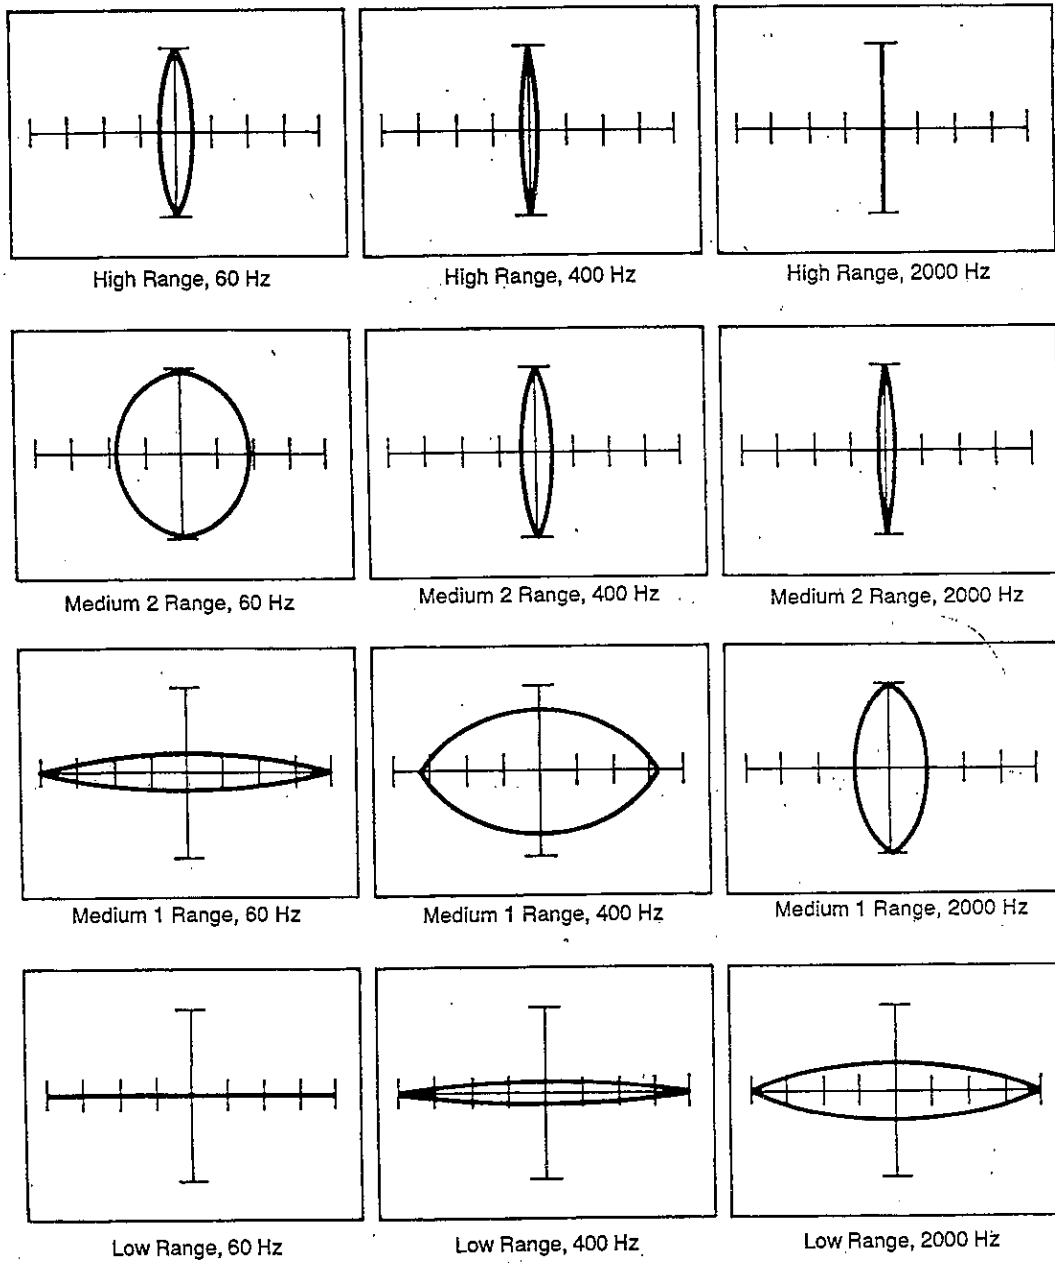 High Range, 60 Hz
High Range, 400 Hz
High Range, 2000 Hz
Medium 2 Range, 60 Hz
Medium 2 Range, 400 Hz
Medium 2 Range, 2000 Hz
Medium 1 Range, 60 Hz
Medium 1 Range, 400 Hz
Medium 1 Range, 2000 Hz
Low Range, 60 Hz
Low Range, 400 Hz
Low Range, 2000 Hz